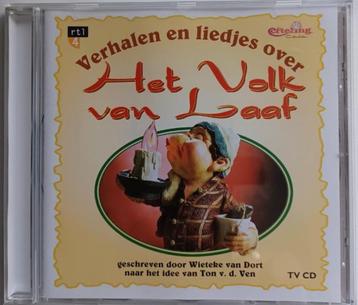 rtl
4
Efteling
Verhalen en liedjes over
Het Volk
van Laaf
geschreven door Wieteke van Dort
naar het idee van Ton v. d. Ven
TV CD